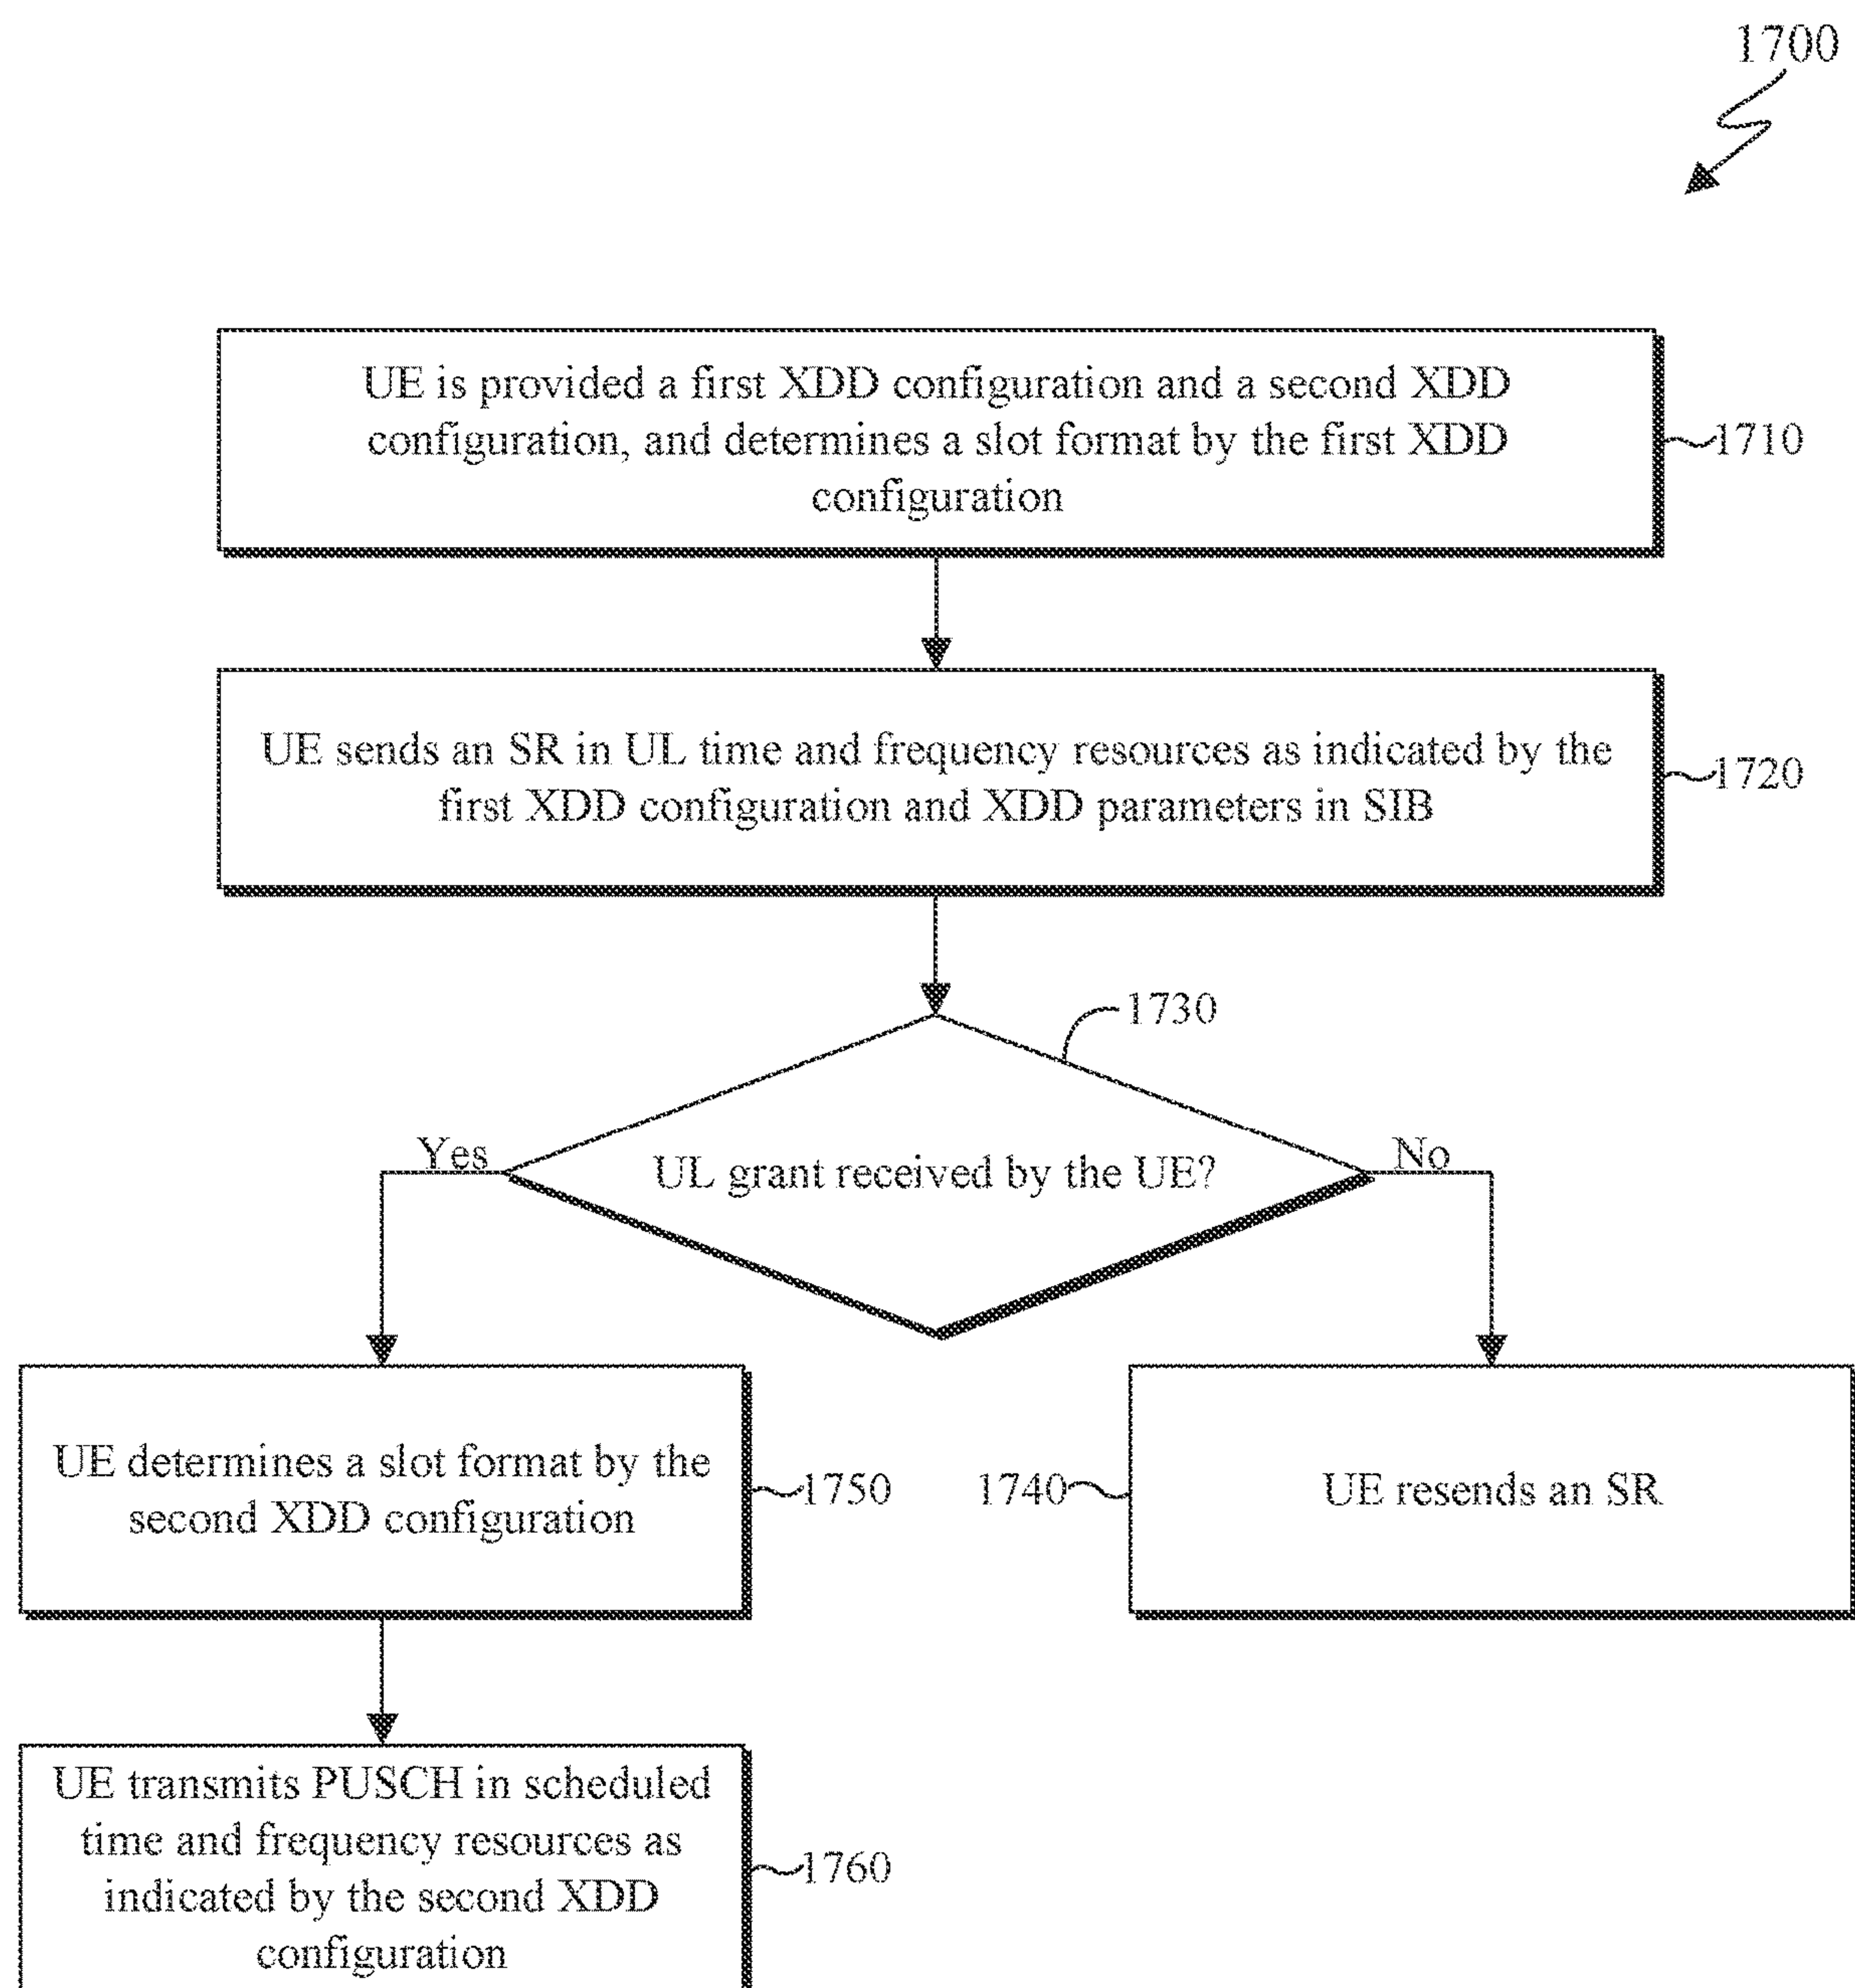 1700
UE is provided a first XDD configuration and a second XDD
configuration, and determines a slot format by the first XDD
configuration
1710
UE sends an SR in UL time and frequency resources as indicated by the
first XDD configuration and XDD parameters in SIB
1720
1730
UL grant received by the UE?
Yes
No
UE determines a slot format by the
second XDD configuration
1750
1740
UE resends an SR
UE transmits PUSCH in scheduled
time and frequency resources as
indicated by the second XDD
configuration
1760